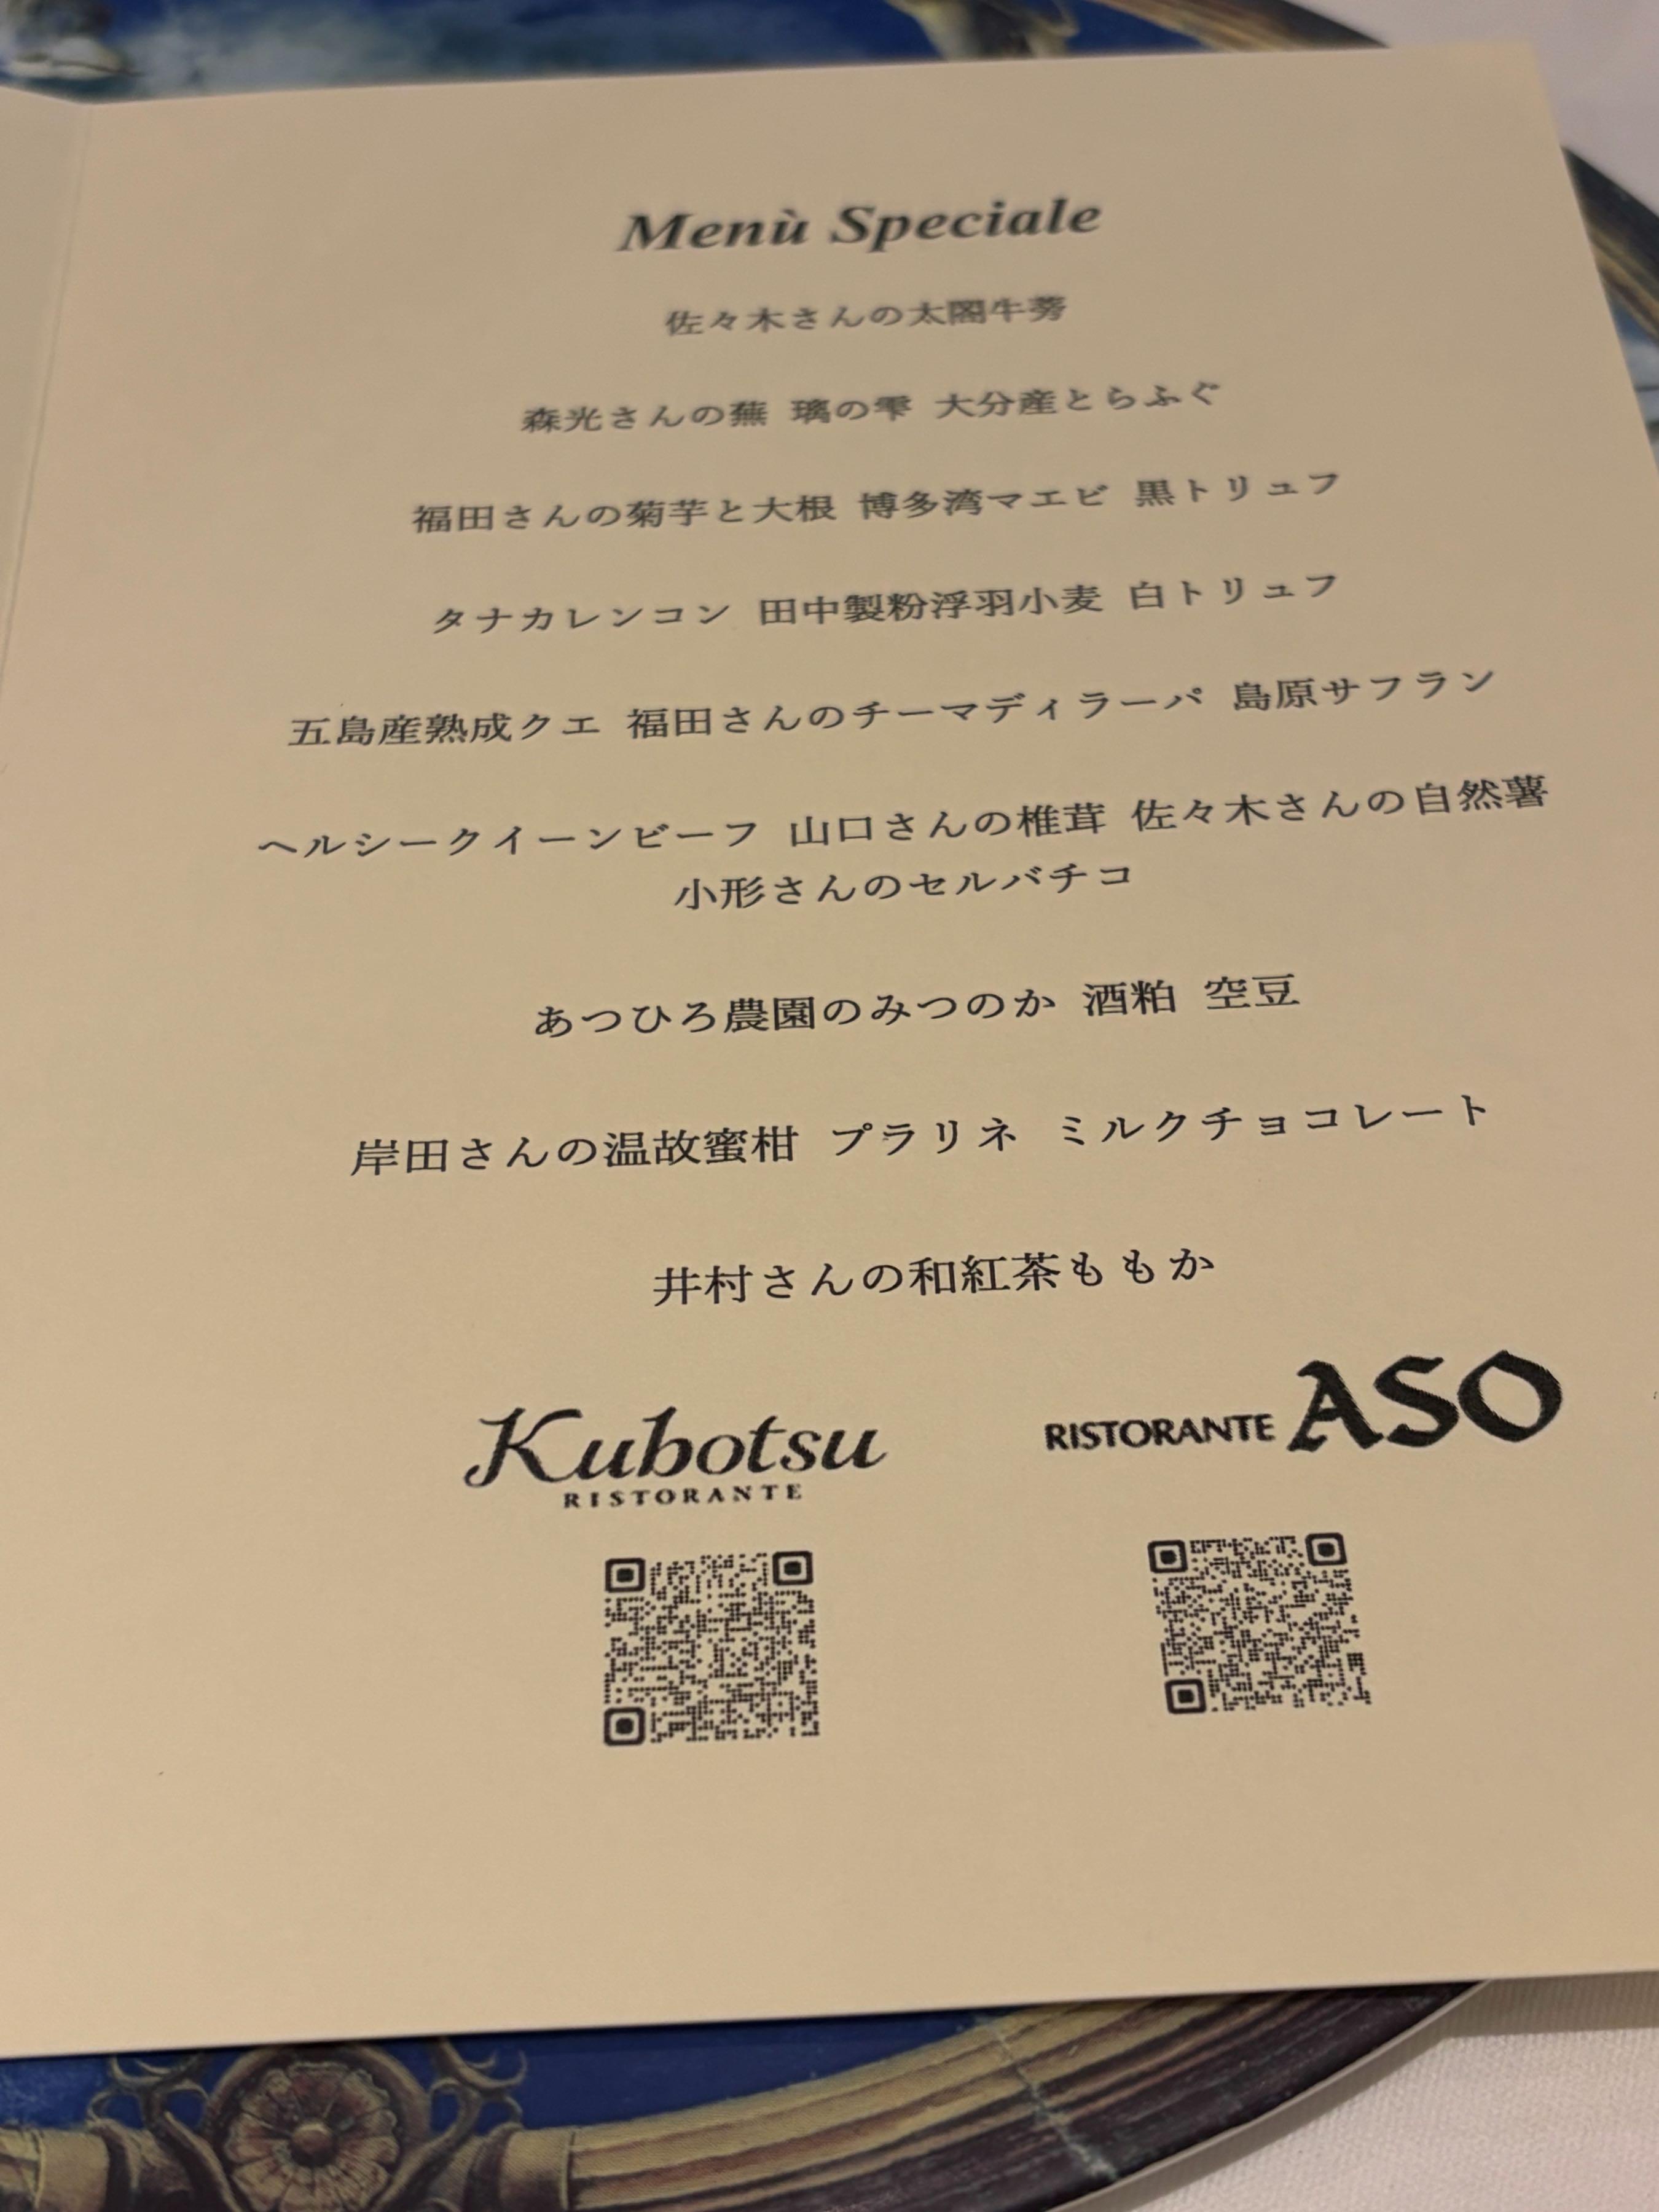 Menù Speciale
佐々木さんの太閤牛蒡
森光さんの蕪 璃の雫 大分産とらふぐ
福田さんの菊芋と大根 博多湾マエビ 黒トリュフ
タナカレンコン 田中製粉浮羽小麦 白トリュフ
五島産熟成クエ 福田さんのチーマディラーパ 島原サフラン
ヘルシークイーンビーフ 山口さんの椎茸 佐々木さんの自然薯
小形さんのセルバチコ
あつひろ農園のみつのか 酒粕 空豆
岸田さんの温故蜜柑 プラリネ ミルクチョコレート
井村さんの和紅茶ももか
Kubotsu
RISTORANTE
RISTORANTE ASO